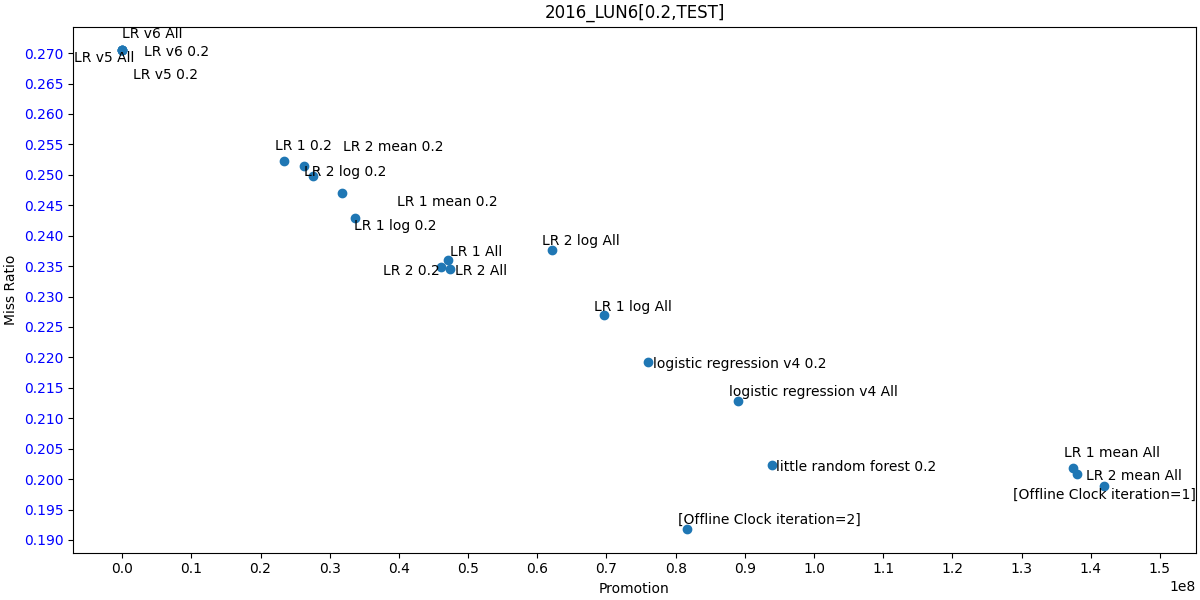 2016_LUN6[0.2,TEST]
LR v6 All
LR v6 0.2
LR v5 All
LR v5 0.2
LR 1 0.2
LR 2 mean 0.2
LR 2 log 0.2
LR 1 mean 0.2
LR 1 log 0.2
LR 2 log All
LR 1 All
LR 2 0.2
LR 2 All
LR 1 log All
logistic regression v4 0.2
logistic regression v4 All
LR 1 mean All
little random forest 0.2
LR 2 mean All
[Offline Clock iteration=1]
[Offline Clock iteration=2]
Miss Ratio
0.270
0.265
0.260
0.255
0.250
0.245
0.240
0.235
0.230
0.225
0.220
0.215
0.210
0.205
0.200
0.195
0.190
0.0 0.1 0.2 0.3 0.4 0.5 0.6 0.7 0.8 0.9 1.0 1.1 1.2 1.3 1.4 1.5
1e8
Promotion